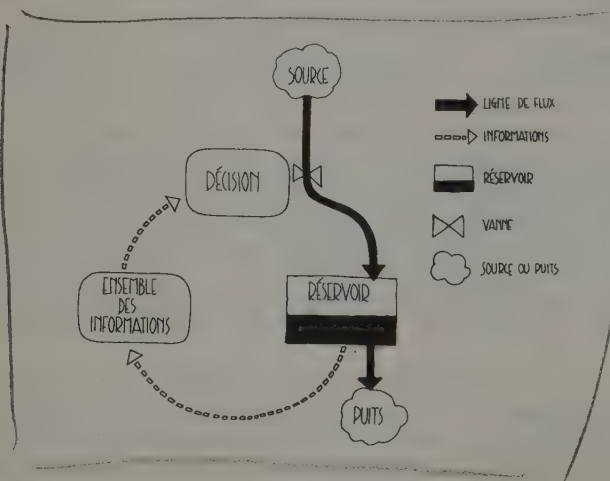 SOURCE
LIGNE DE FLUX
INFORMATIONS
DÉCISION
RÉSERVOIR
VANNE
ENSEMBLE
DES
INFORMATIONS
RÉSERVOIR
SOURCE OU PUITS
PUITS